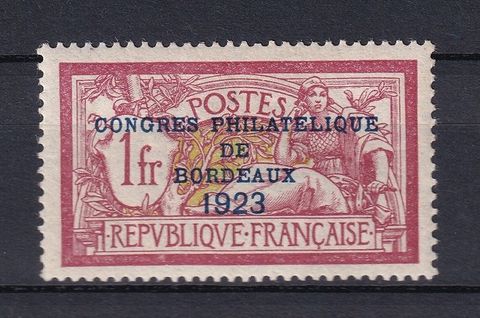 POSTES
CONGRES PHILATELIQUE
DE
BORDEAUX
1923
1fr
·REPVBLIQVE·FRANÇAISE·